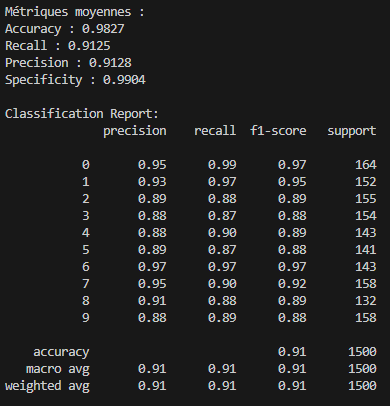 Métriques moyennes :
Accuracy : 0.9827
Recall : 0.9125
Precision : 0.9128
Specificity : 0.9904
Classification Report:
precision recall f1-score support
0 0.95 0.99 0.97 164
1 0.93 0.97 0.95 152
2 0.89 0.88 0.89 155
3 0.88 0.87 0.88 154
4 0.88 0.90 0.89 143
5 0.89 0.87 0.88 141
6 0.97 0.97 0.97 143
7 0.95 0.90 0.92 158
8 0.91 0.88 0.89 132
9 0.88 0.89 0.88 158
accuracy 0.91 1500
macro avg 0.91 0.91 0.91 1500
weighted avg 0.91 0.91 0.91 1500